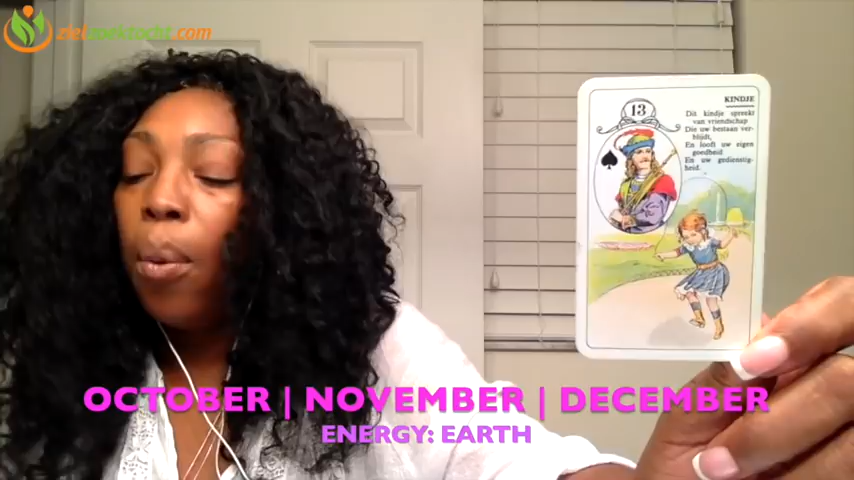 zielzoektocht.com
KINDJE
13
Dit kindje spreekt
van vriendschap
Die uw bestaan ver-
blijdt,
En looft uw
goedheid
En uw gedienstig-
heid.
OCTOBER | NOVEMBER | DECEMBER
ENERGY: EARTH